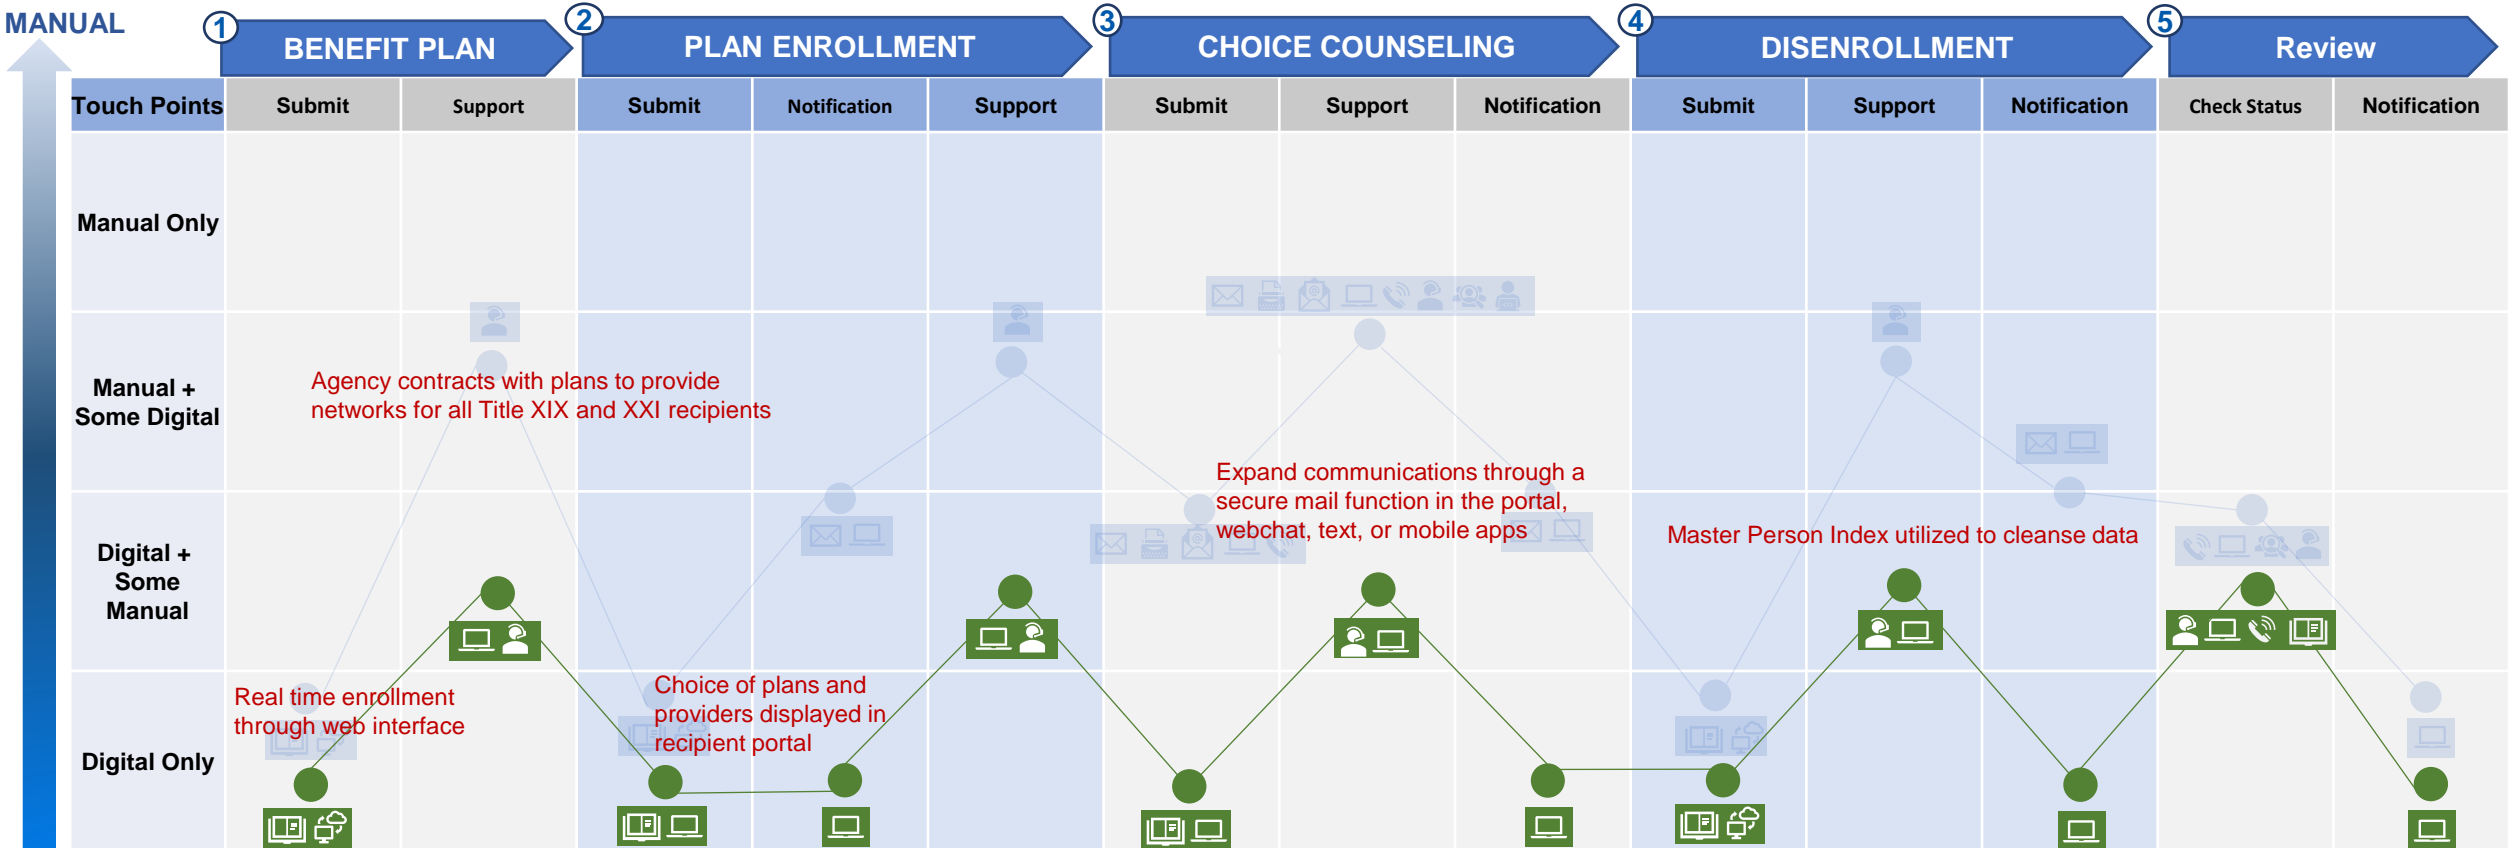 MANUAL
1
BENEFIT PLAN
2
PLAN ENROLLMENT
3
CHOICE COUNSELING
4
DISENROLLMENT
5
Review
Touch Points
Submit
Support
Submit
Notification
Support
Submit
Support
Notification
Submit
Support
Notification
Check Status
Notification
Manual Only
Manual +
Some Digital
Agency contracts with plans to provide
networks for all Title XIX and XXI recipients
Digital +
Some
Manual
Expand communications through a
secure mail function in the portal,
webchat, text, or mobile apps
Master Person Index utilized to cleanse data
Digital Only
Real time enrollment
through web interface
Choice of plans and
providers displayed in
recipient portal